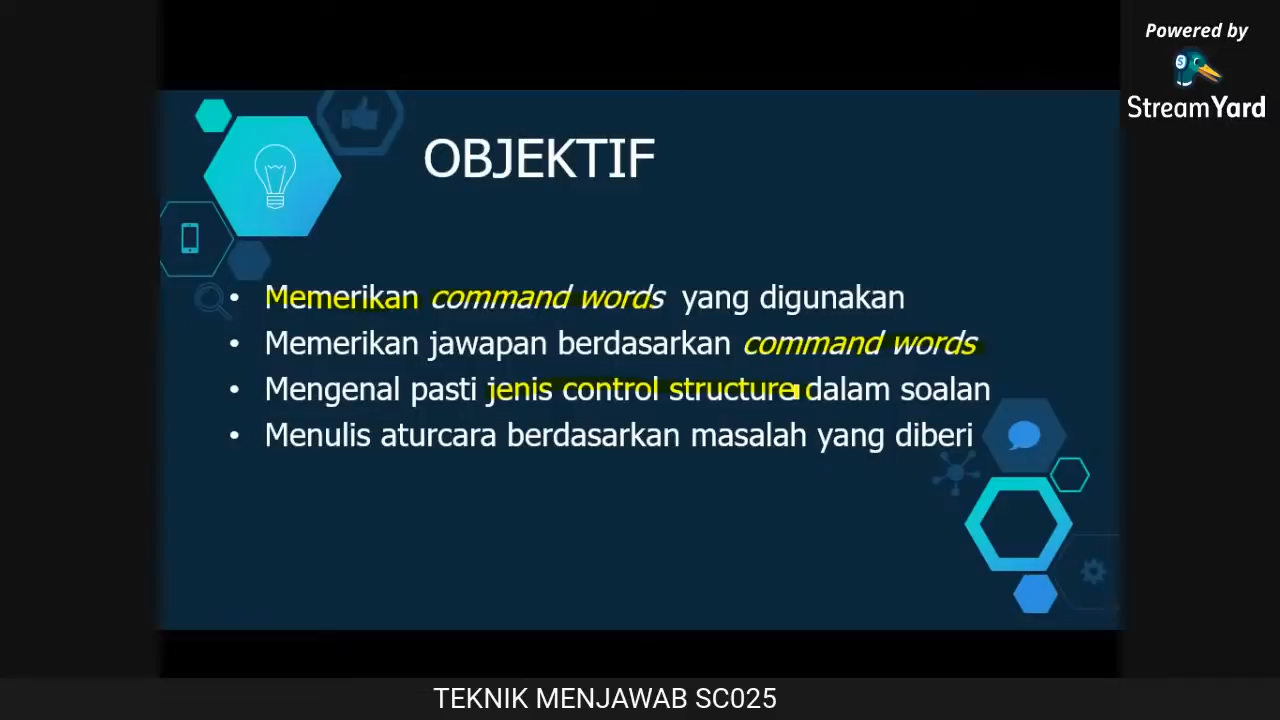 Powered by
StreamYard
OBJEKTIF
• Memerikan command words yang digunakan
• Memerikan jawapan berdasarkan command words
• Mengenal pasti jenis control structure dalam soalan
• Menulis aturcara berdasarkan masalah yang diberi
TEKNIK MENJAWAB SC025